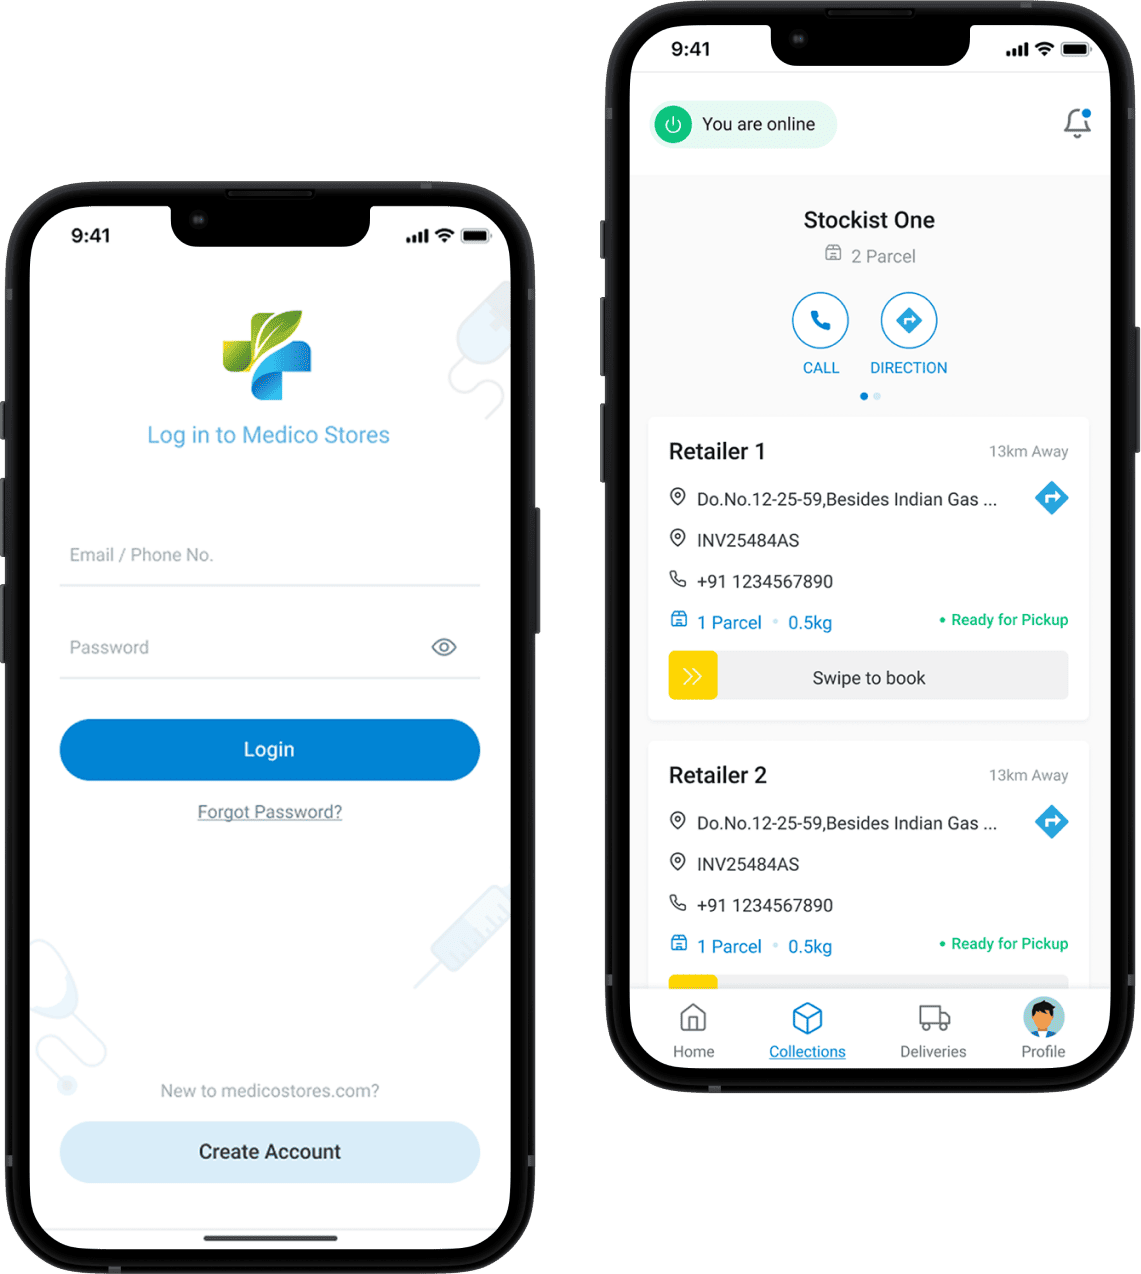 9:41
Log in to Medico Stores
Email / Phone No.
Password
Login
Forgot Password?
New to medicostores.com?
Create Account
9:41
You are online
Stockist One
2 Parcel
CALL DIRECTION
Retailer 1 13km Away
Do.No.12-25-59,Besides Indian Gas ...
INV25484AS
+91 1234567890
1 Parcel • 0.5kg • Ready for Pickup
Swipe to book
Retailer 2 13km Away
Do.No.12-25-59,Besides Indian Gas ...
INV25484AS
+91 1234567890
1 Parcel • 0.5kg • Ready for Pickup
Home Collections Deliveries Profile